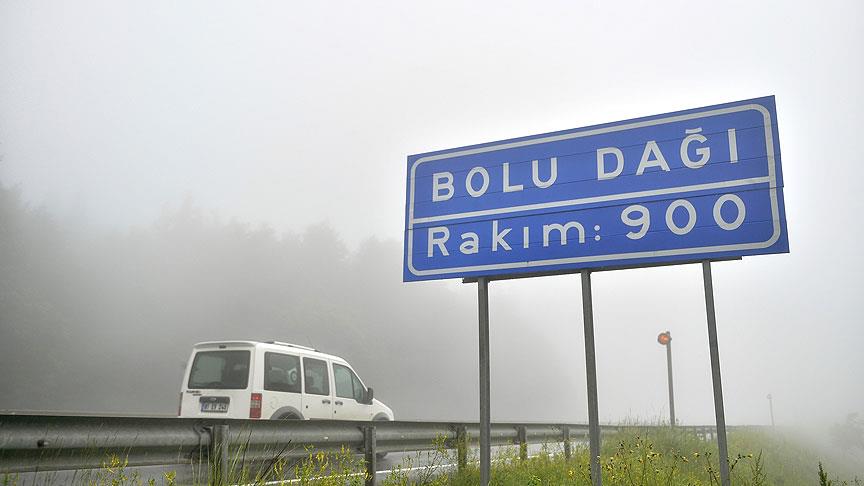 BOLU DAĞI
Rakım: 900